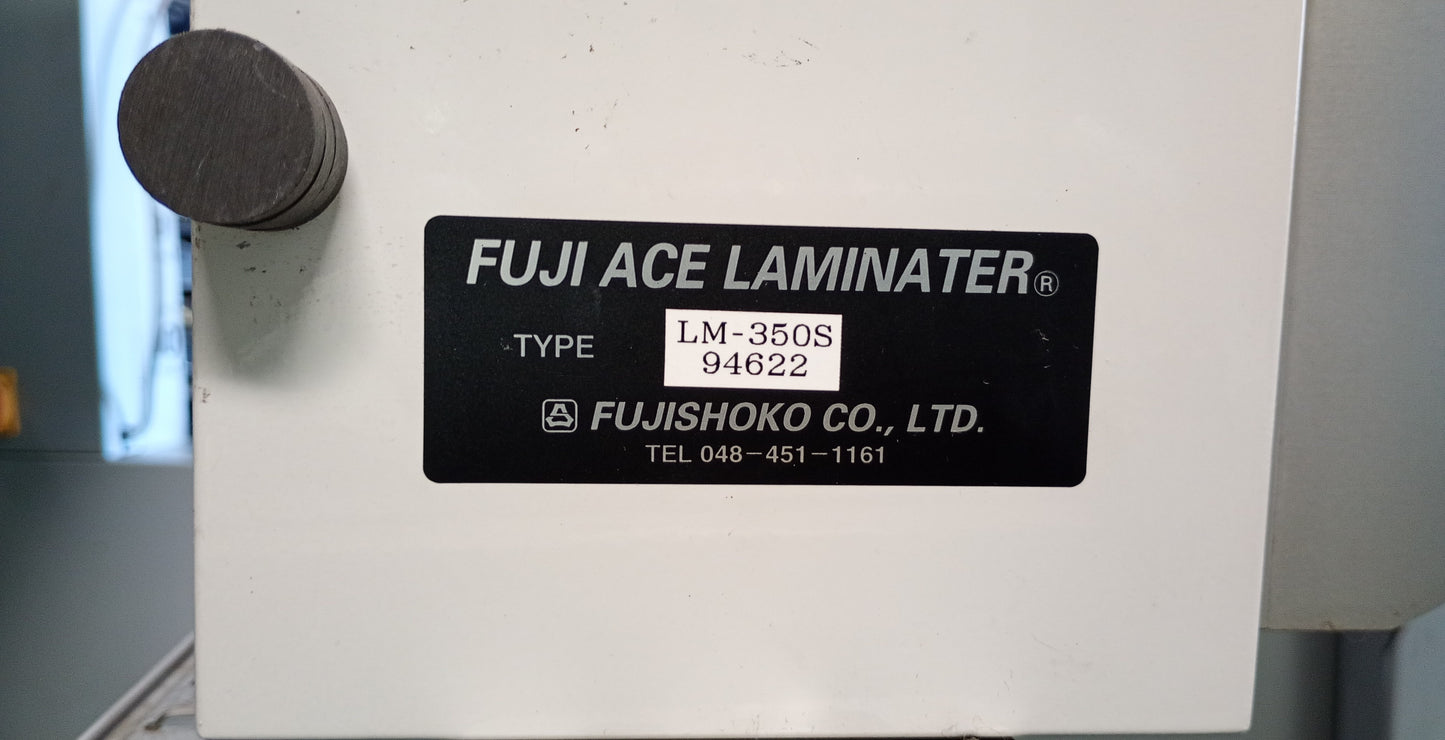 FUJI ACE LAMINATER®
TYPE LM-350S
94622
FUJISHOKO CO., LTD.
TEL 048-451-1161